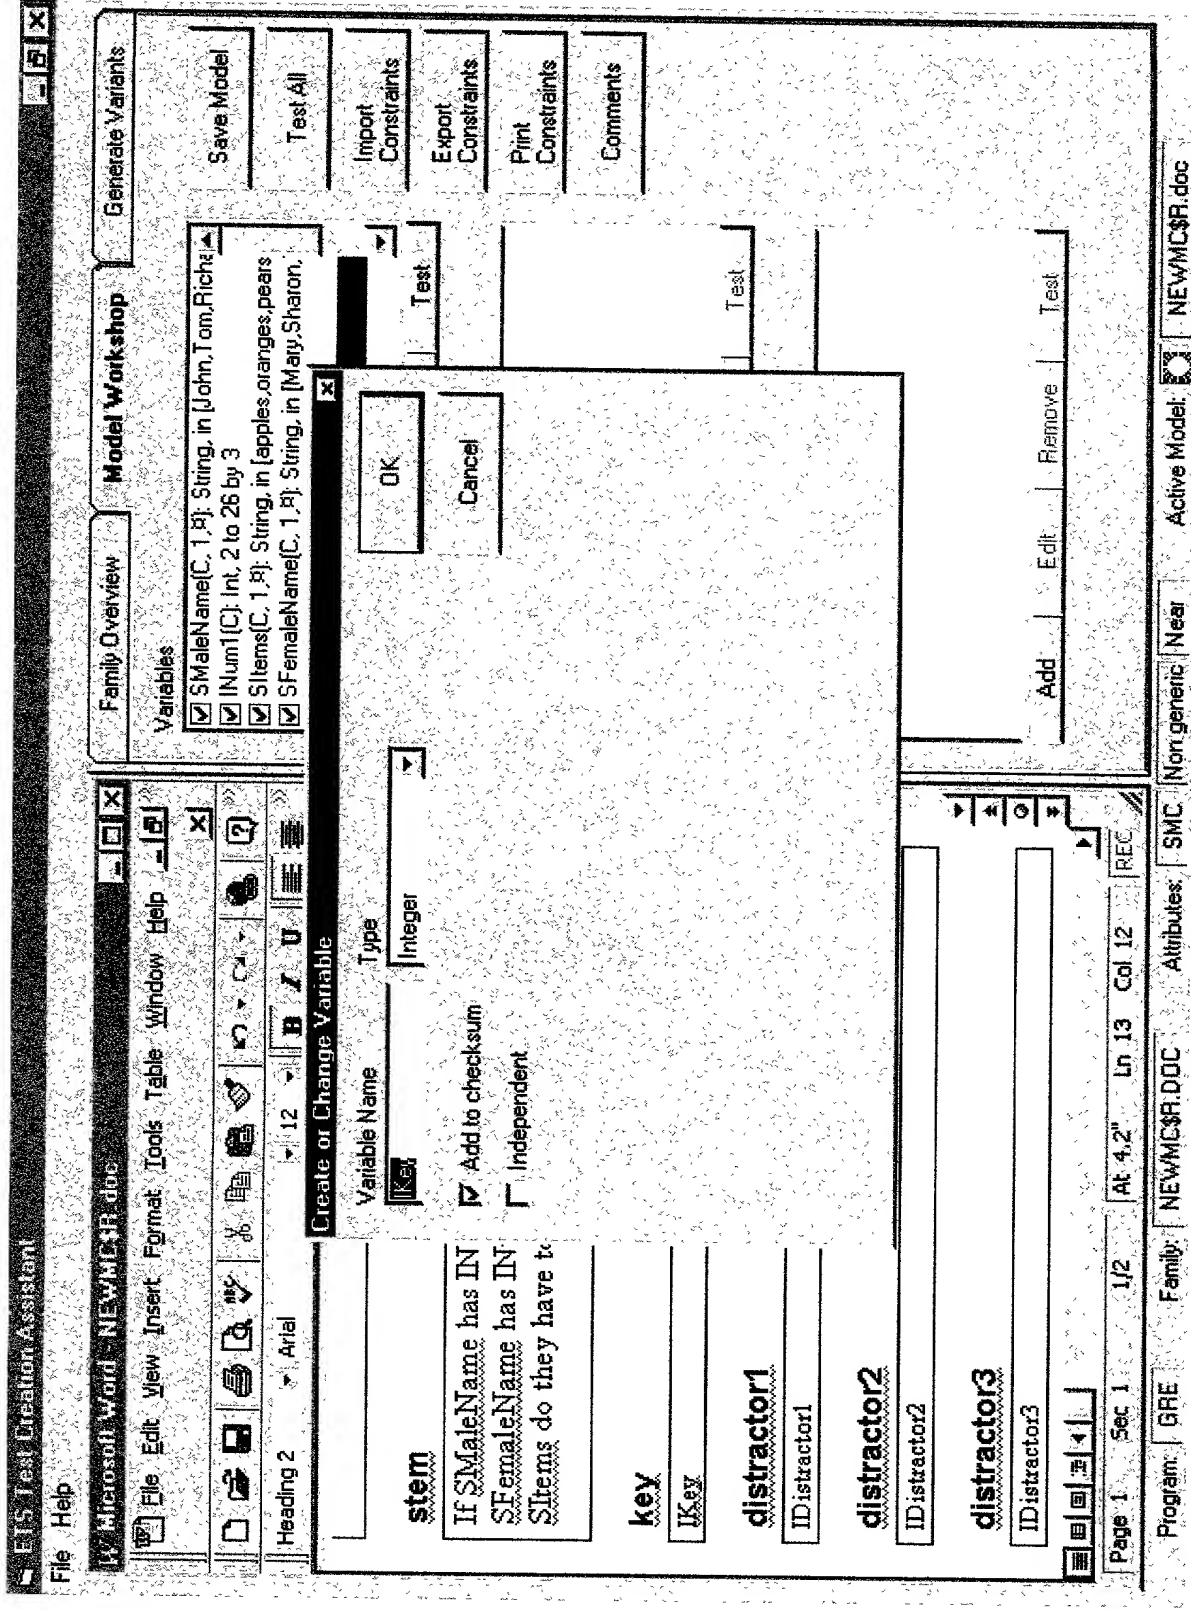 ETS Test Creation Assistant
File Help
Microsoft Word - NEWMC$R.doc
File Edit View Insert Format Tools Table Window Help
Heading 2 Arial 12 B I U
stem
If SMaleName has IN
SFemaleName has IN
SItems do they have to
key
IKey
distractor1
IDistractor1
distractor2
IDistractor2
distractor3
IDistractor3
Page 1 Sec 1 1/2 At 4.2" Ln 13 Col 12 REC
Family Overview Model Workshop Generate Variants
Variables
SMaleName(C, 1,¤): String, in [John,Tom,Richa
INum1(C): Int, 2 to 26 by 3
SItems(C, 1,¤): String, in [apples,oranges,pears
SFemaleName(C, 1,¤): String, in [Mary,Sharon,
Test
Test
Add Edit Remove Test
Save Model
Test All
Import
Constraints
Export
Constraints
Print
Constraints
Comments
Create or Change Variable
Variable Name Type
IKey Integer
Add to checksum
Independent
OK
Cancel
Program: GRE Family: NEWMC$R.DOC Attributes: SMC Non generic Near Active Model: NEWMC$R.doc